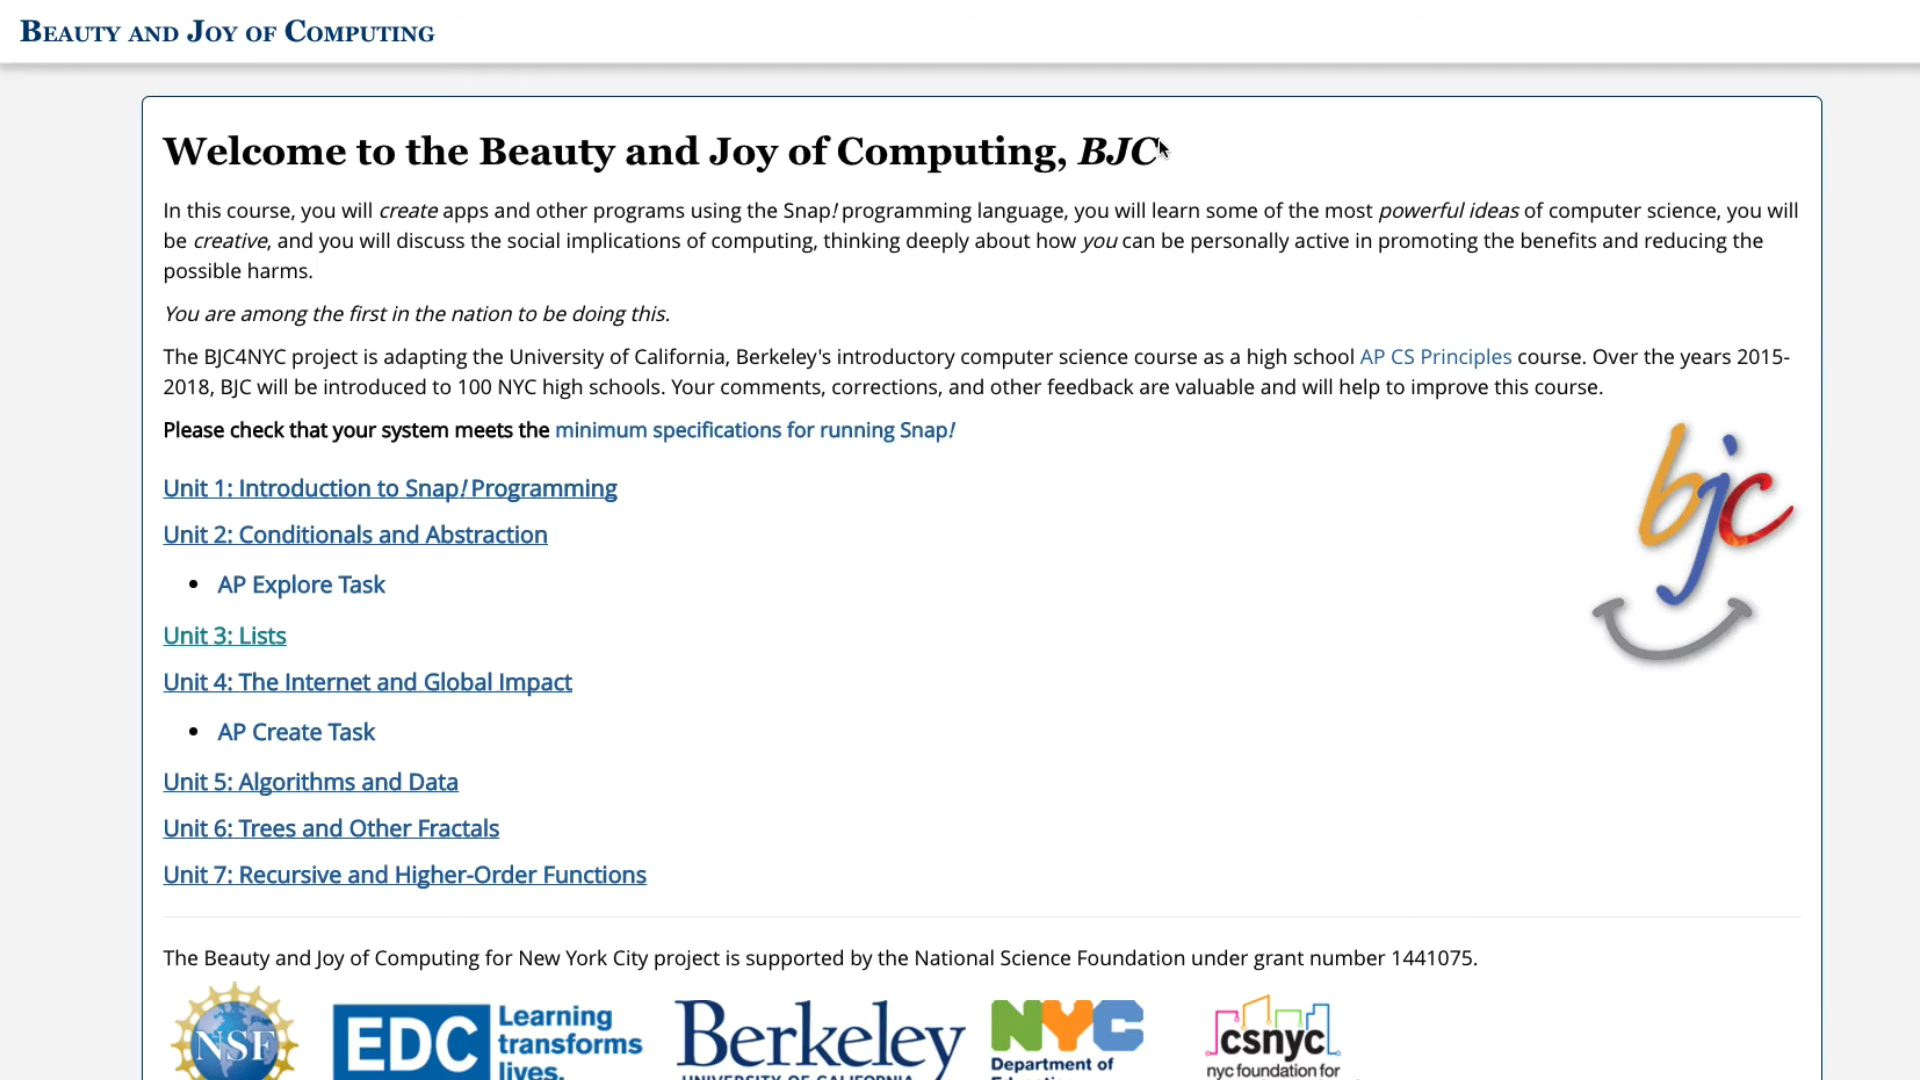 Beauty and Joy of Computing
Welcome to the Beauty and Joy of Computing, BJC
In this course, you will create apps and other programs using the Snap! programming language, you will learn some of the most powerful ideas of computer science, you will
be creative, and you will discuss the social implications of computing, thinking deeply about how you can be personally active in promoting the benefits and reducing the
possible harms.
You are among the first in the nation to be doing this.
The BJC4NYC project is adapting the University of California, Berkeley's introductory computer science course as a high school AP CS Principles course. Over the years 2015-
2018, BJC will be introduced to 100 NYC high schools. Your comments, corrections, and other feedback are valuable and will help to improve this course.
Please check that your system meets the minimum specifications for running Snap!
bjc
Unit 1: Introduction to Snap! Programming
Unit 2: Conditionals and Abstraction
• AP Explore Task
Unit 3: Lists
Unit 4: The Internet and Global Impact
• AP Create Task
Unit 5: Algorithms and Data
Unit 6: Trees and Other Fractals
Unit 7: Recursive and Higher-Order Functions
The Beauty and Joy of Computing for New York City project is supported by the National Science Foundation under grant number 1441075.
NSF
EDC Learning
transforms
lives.
Berkeley
UNIVERSITY OF CALIFORNIA
NYC
Department of
Education
csnyc
nyc foundation for